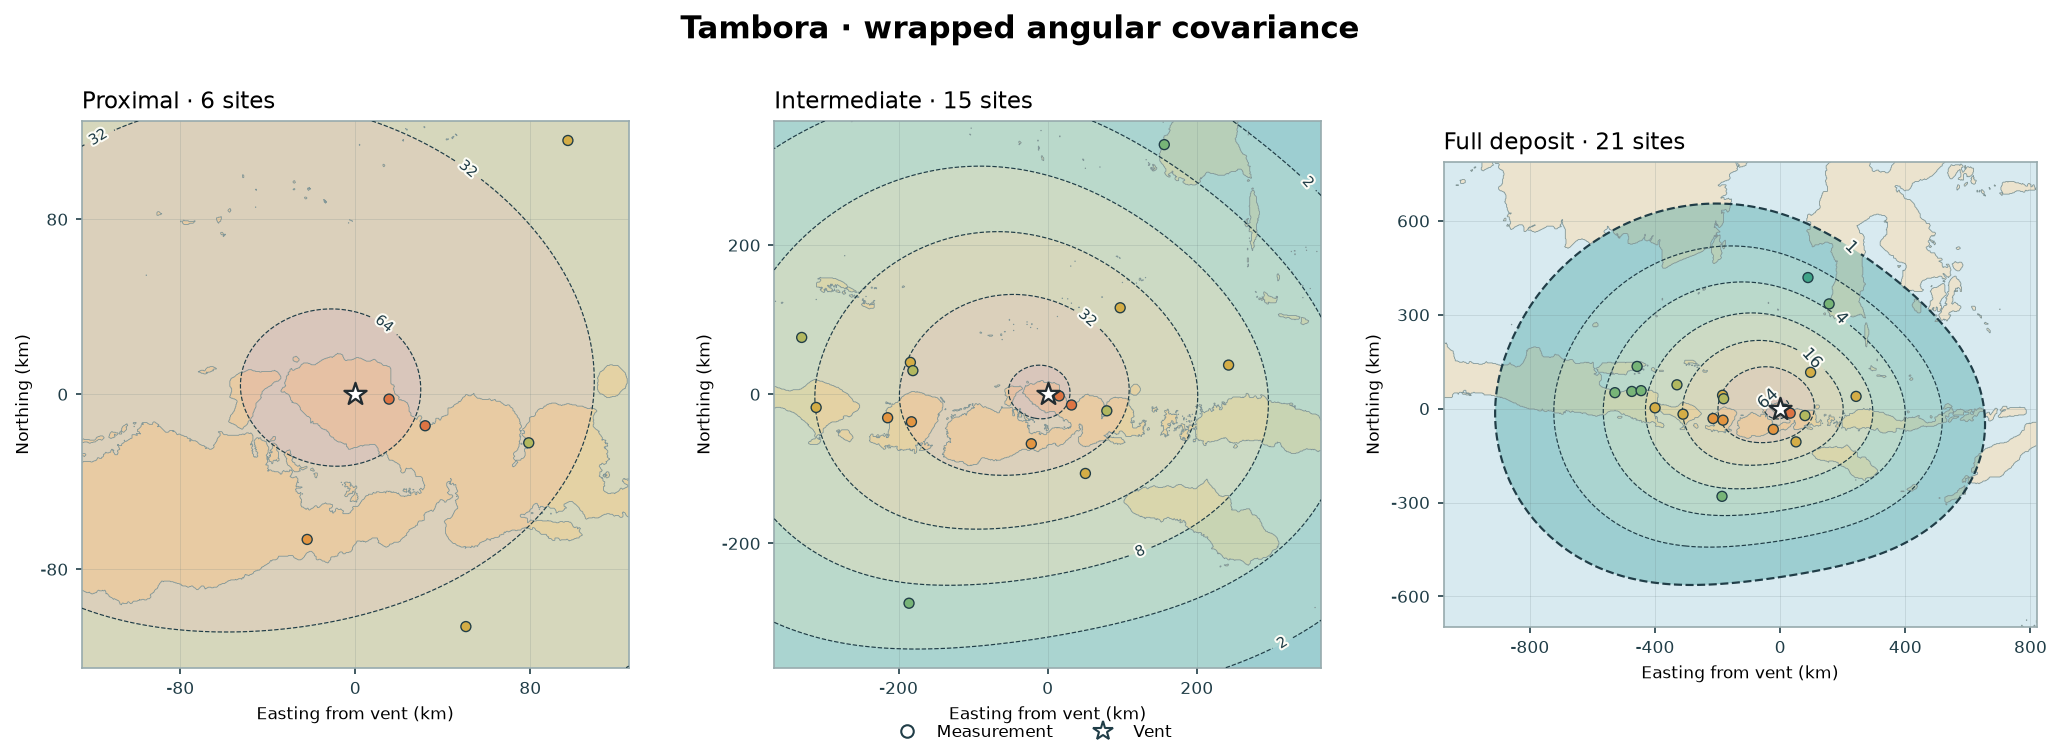 Tambora · wrapped angular covariance
Proximal · 6 sites
Intermediate · 15 sites
Full deposit · 21 sites
32
32
64
80
0
-80
-80
0
80
Northing (km)
Easting from vent (km)
2
32
8
2
200
0
-200
-200
0
200
Northing (km)
Easting from vent (km)
1
4
16
64
600
300
0
-300
-600
-800
-400
0
400
800
Northing (km)
Easting from vent (km)
Measurement
Vent